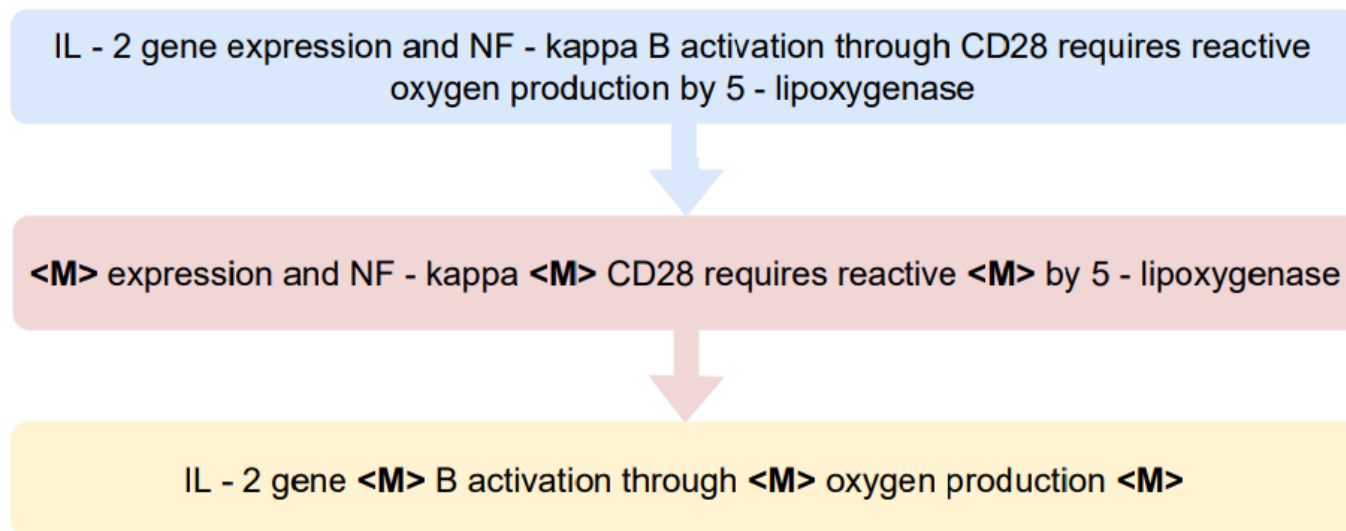 IL - 2 gene expression and NF - kappa B activation through CD28 requires reactive
oxygen production by 5 - lipoxygenase
<M> expression and NF - kappa <M> CD28 requires reactive <M> by 5 - lipoxygenase
IL - 2 gene <M> B activation through <M> oxygen production <M>